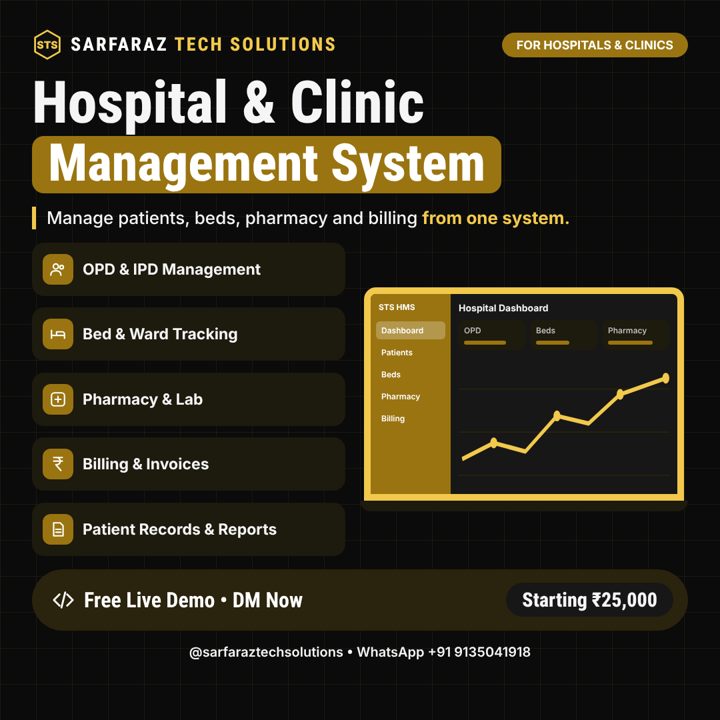 STS
SARFARAZ TECH SOLUTIONS
FOR HOSPITALS & CLINICS
Hospital & Clinic
Management System
Manage patients, beds, pharmacy and billing from one system.
OPD & IPD Management
Bed & Ward Tracking
Pharmacy & Lab
₹
Billing & Invoices
Patient Records & Reports
STS HMS
Dashboard
Patients
Beds
Pharmacy
Billing
Hospital Dashboard
OPD
Beds
Pharmacy
</> Free Live Demo • DM Now
Starting ₹25,000
@sarfaraztechsolutions • WhatsApp +91 9135041918